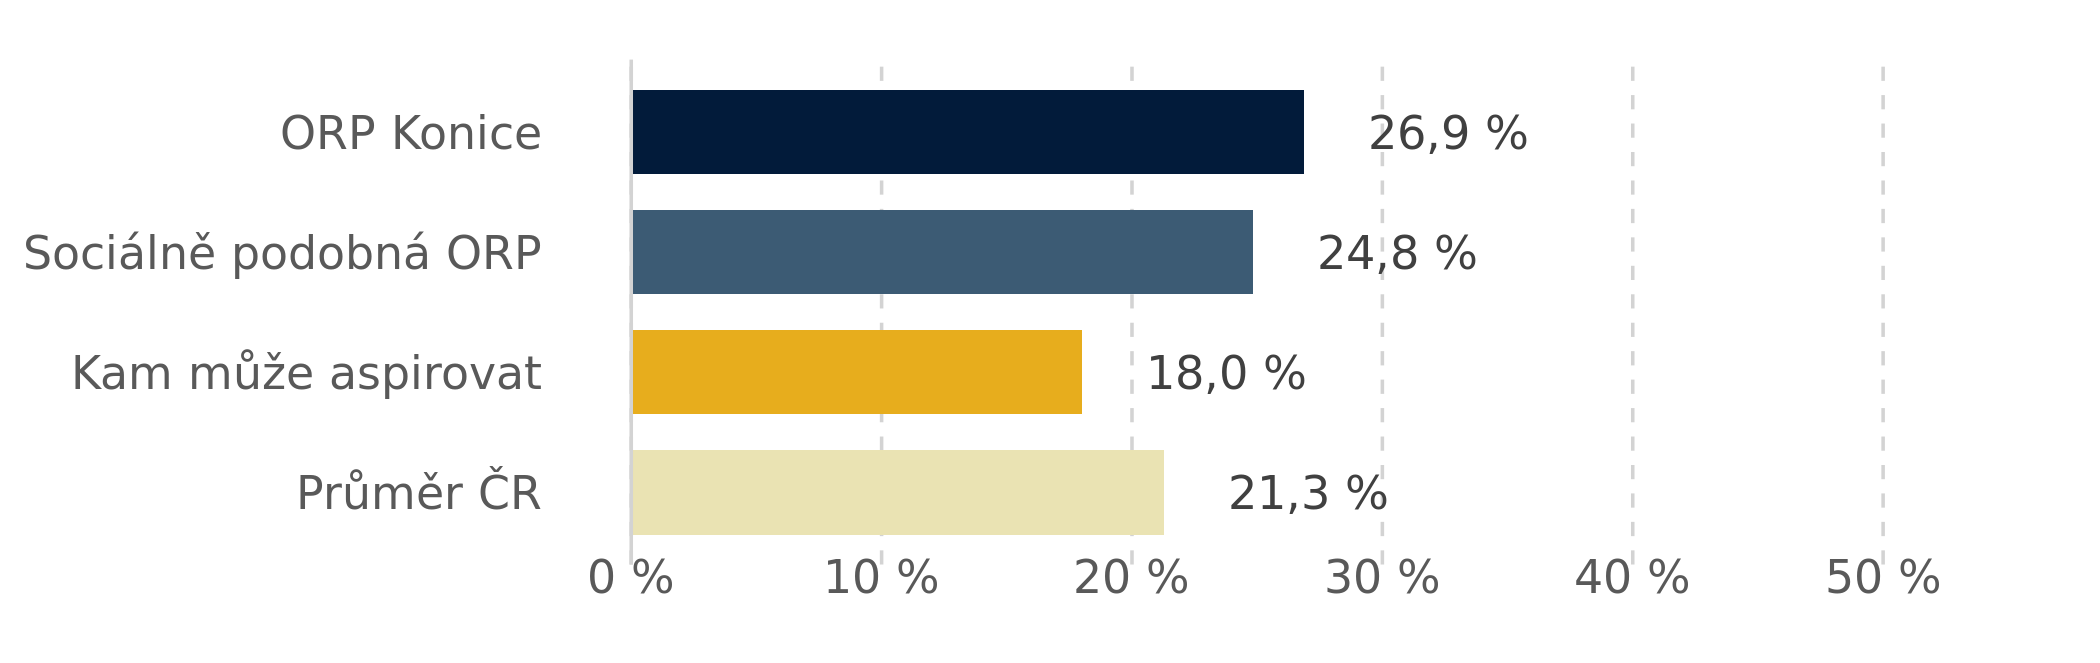 ORP Konice 26,9 %
Sociálně podobná ORP 24,8 %
Kam může aspirovat 18,0 %
Průměr ČR 21,3 %
0 % 10 % 20 % 30 % 40 % 50 %